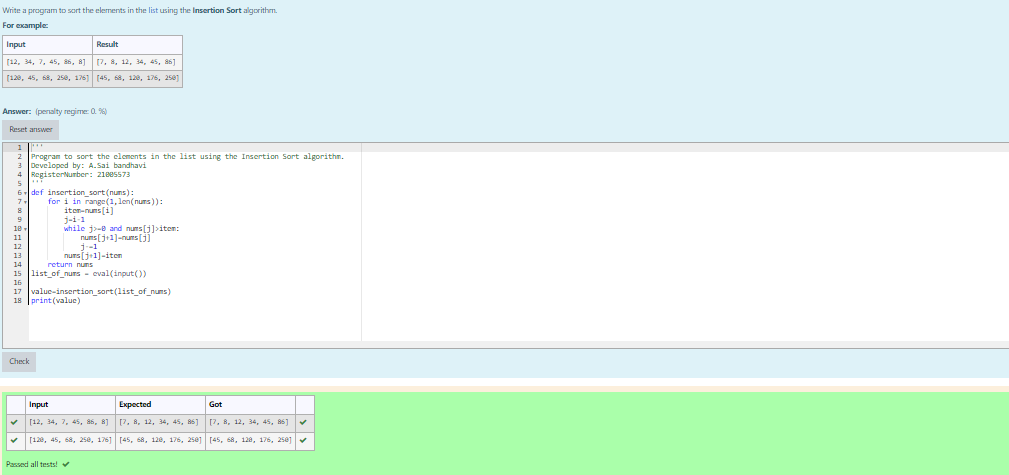 Write a program to sort the elements in the list using the Insertion Sort algorithm.
For example:
Input Result
[12, 34, 7, 45, 86, 8] [7, 8, 12, 34, 45, 86]
[120, 45, 68, 250, 176] [45, 68, 120, 176, 250]
Answer: (penalty regime: 0 %)
Reset answer
1 '''
2 Program to sort the elements in the list using the Insertion Sort algorithm.
3 Developed by: A.Sai bandhavi
4 RegisterNumber: 21005573
5 '''
6 def insertion_sort(nums):
7 for i in range(1,len(nums)):
8 item=nums[i]
9 j=i-1
10 while j>=0 and nums[j]>item:
11 nums[j+1]=nums[j]
12 j-=1
13 nums[j+1]=item
14 return nums
15 list_of_nums = eval(input())
16
17 value=insertion_sort(list_of_nums)
18 print(value)
Check
Input Expected Got
[12, 34, 7, 45, 86, 8] [7, 8, 12, 34, 45, 86] [7, 8, 12, 34, 45, 86]
[120, 45, 68, 250, 176] [45, 68, 120, 176, 250] [45, 68, 120, 176, 250]
Passed all tests!